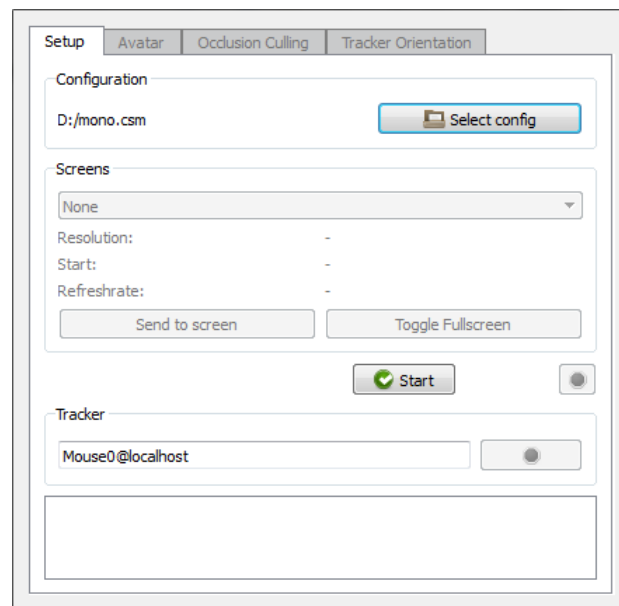 Setup Avatar Occlusion Culling Tracker Orientation
Configuration
D:/mono.csm Select config
Screens
None
Resolution: -
Start: -
Refreshrate: -
Send to screen Toggle Fullscreen
Start
Tracker
Mouse0@localhost